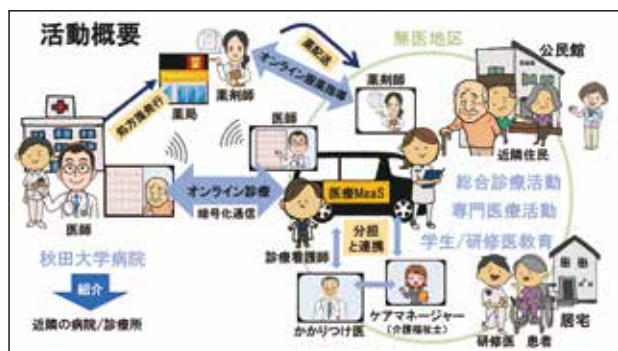 活動概要
薬配送
無医地区
公民館
オンライン服薬指導
薬剤師
薬局
処方箋発行
薬剤師
医師
近隣住民
オンライン診療
暗号化通信
医療MaaS
総合診療活動
専門医療活動
学生/研修医教育
医師
秋田大学病院
診療看護師
分担
と連携
紹介
近隣の病院/診療所
かかりつけ医
ケアマネージャー
(介護福祉士)
研修医
患者
居宅